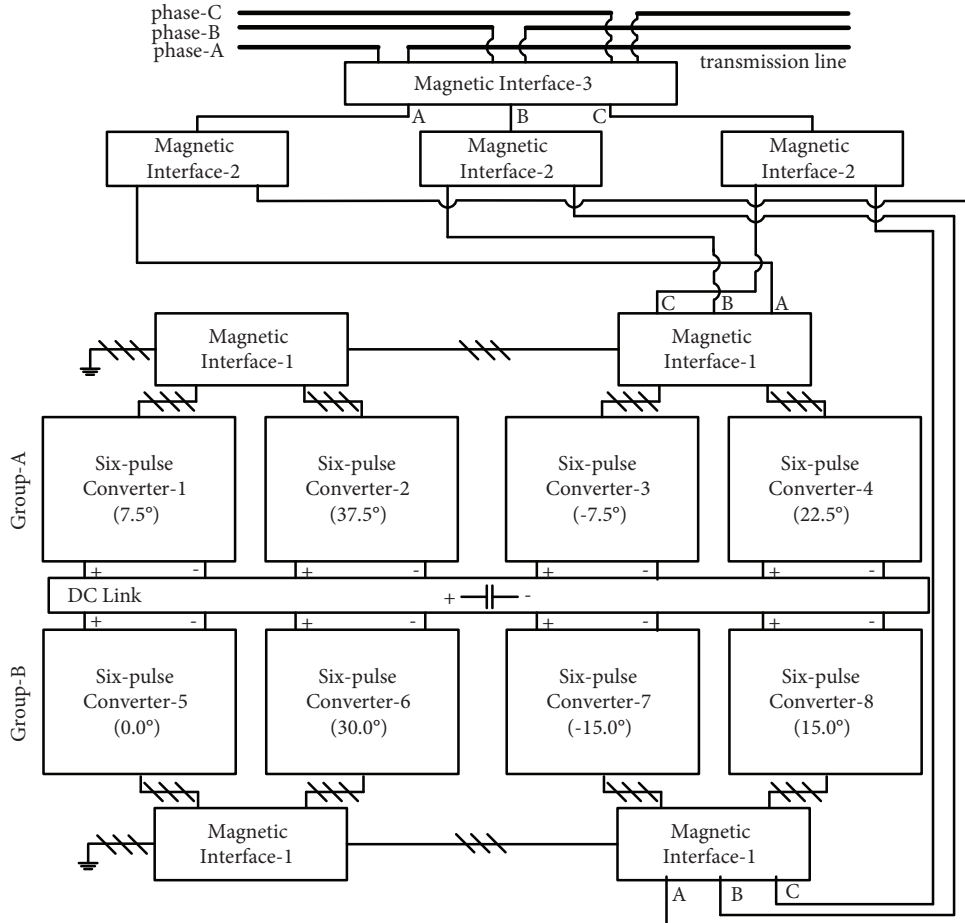 phase-C
phase-B
phase-A
transmission line
Magnetic Interface-3
A
B
C
Magnetic
Interface-2
Magnetic
Interface-2
Magnetic
Interface-2
C
B
A
Magnetic
Interface-1
Magnetic
Interface-1
Group-A
Six-pulse
Converter-1
(7.5°)
Six-pulse
Converter-2
(37.5°)
Six-pulse
Converter-3
(-7.5°)
Six-pulse
Converter-4
(22.5°)
+ - + - + - + -
DC Link
+ -
+ - + - + - + -
Group-B
Six-pulse
Converter-5
(0.0°)
Six-pulse
Converter-6
(30.0°)
Six-pulse
Converter-7
(-15.0°)
Six-pulse
Converter-8
(15.0°)
Magnetic
Interface-1
Magnetic
Interface-1
A
B
C